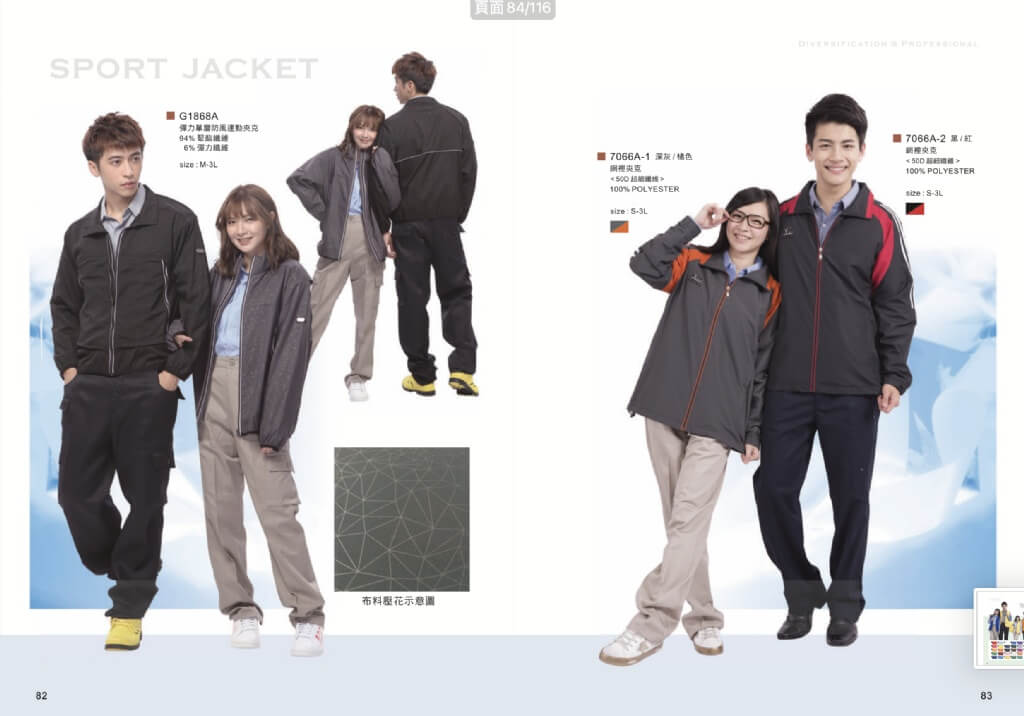 頁面 84/116
DIVERSIFICATION & PROFESSIONAL
SPORT JACKET
G1868A
彈力單層防風運動夾克
94% 聚酯纖維
6% 彈力纖維
size : M-3L
布料壓花示意圖
7066A-1 深灰 / 橘色
網裡夾克
< 50D 超細纖維 >
100% POLYESTER
size : S-3L
7066A-2 黑 / 紅
網裡夾克
< 50D 超細纖維 >
100% POLYESTER
size : S-3L
82
83